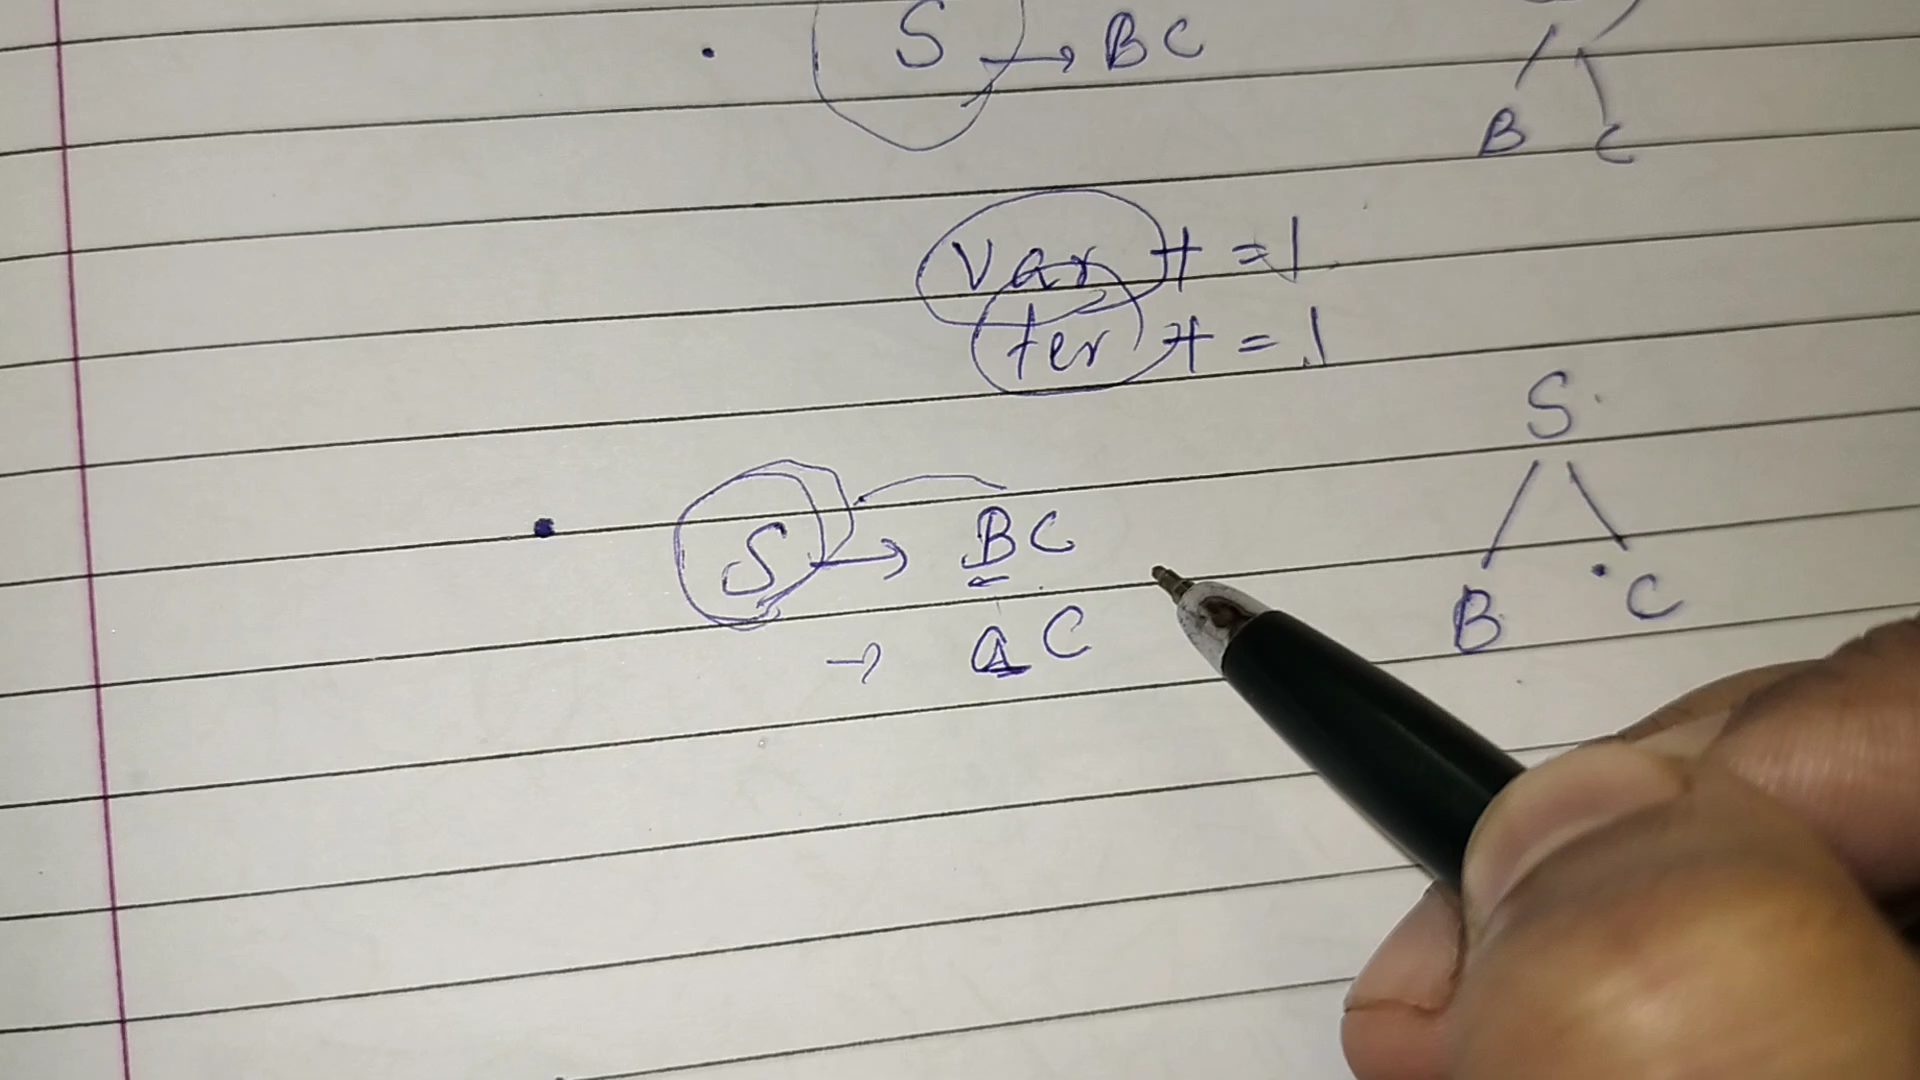 S → BC
B C
var # = 1
ter # = 1
S
S → BC
B C
→ aC